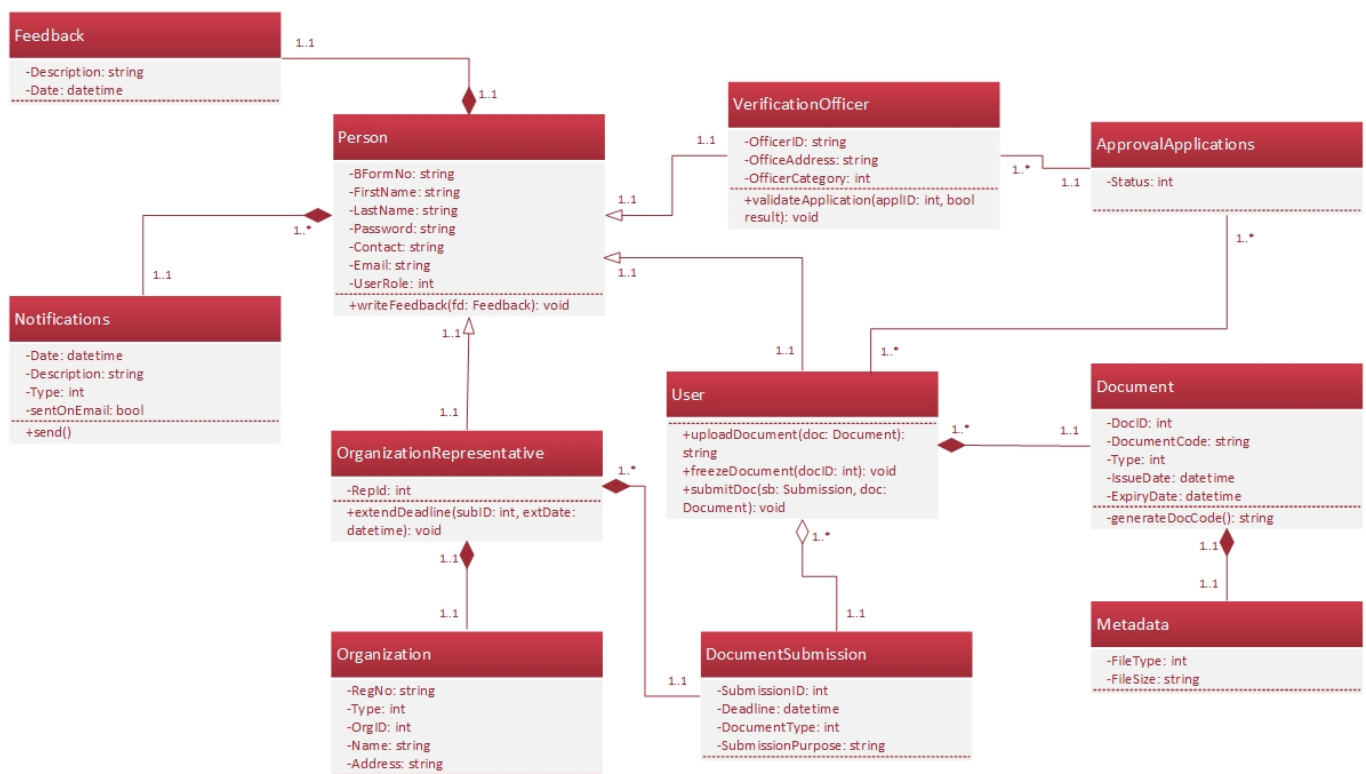 Feedback
-Description: string
-Date: datetime
1..1
1..1
Person
-BFormNo: string
-FirstName: string
-LastName: string
-Password: string
-Contact: string
-Email: string
-UserRole: int
+writeFeedback(fd: Feedback): void
1..*
1..1
Notifications
-Date: datetime
-Description: string
-Type: int
-sentOnEmail: bool
+send()
VerificationOfficer
-OfficerID: string
-OfficeAddress: string
-OfficerCategory: int
+validateApplication(applID: int, bool
result): void
1..1
1..1
1..*
1..1
ApprovalApplications
-Status: int
1..*
1..*
1..1
1..1
User
+uploadDocument(doc: Document):
string
+freezeDocument(docID: int): void
+submitDoc(sb: Submission, doc:
Document): void
1..*
1..1
Document
-DocID: int
-DocumentCode: string
-Type: int
-IssueDate: datetime
-ExpiryDate: datetime
-generateDocCode(): string
1..1
1..1
Metadata
-FileType: int
-FileSize: string
1..1
1..1
OrganizationRepresentative
-RepId: int
+extendDeadline(subID: int, extDate:
datetime): void
1..*
1..1
1..1
1..1
Organization
-RegNo: string
-Type: int
-OrgID: int
-Name: string
-Address: string
1..*
1..1
DocumentSubmission
-SubmissionID: int
-Deadline: datetime
-DocumentType: int
-SubmissionPurpose: string